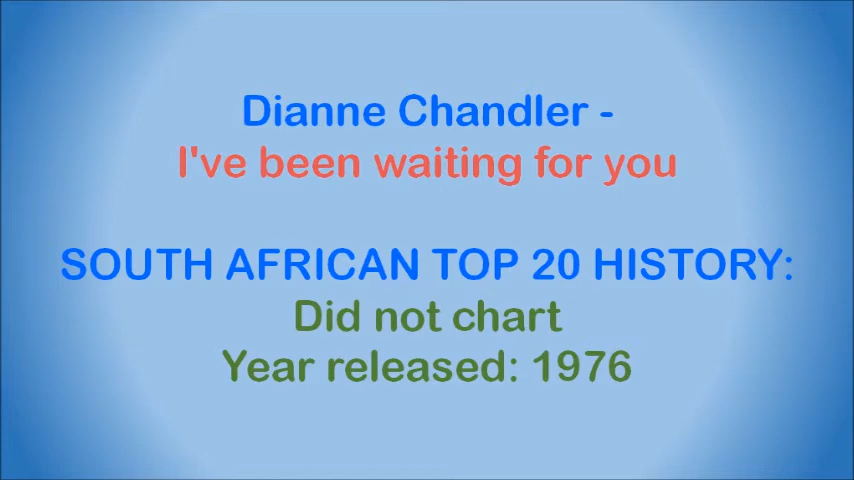 Dianne Chandler -
I've been waiting for you
SOUTH AFRICAN TOP 20 HISTORY:
Did not chart
Year released: 1976